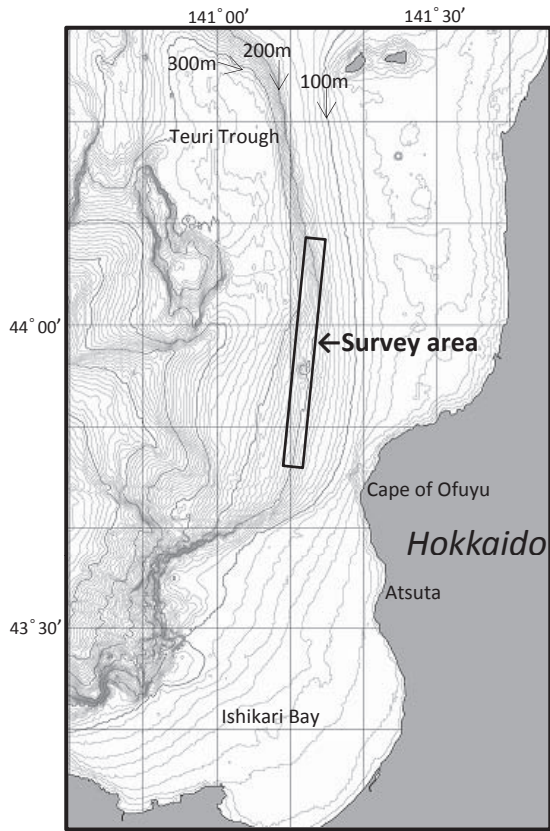 141°00′
141°30′
200m
300m
100m
Teuri Trough
44°00′
←Survey area
Cape of Ofuyu
Hokkaido
Atsuta
43°30′
Ishikari Bay